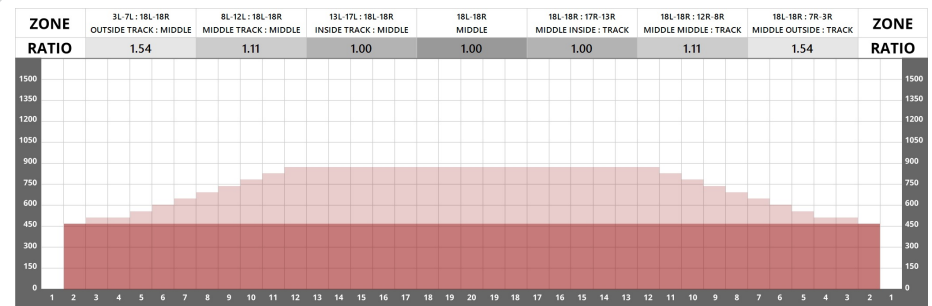 ZONE 3L-7L : 18L-18R 8L-12L : 18L-18R 13L-17L : 18L-18R 18L-18R 18L-18R : 17R-13R 18L-18R : 12R-8R 18L-18R : 7R-3R ZONE
OUTSIDE TRACK : MIDDLE MIDDLE TRACK : MIDDLE INSIDE TRACK : MIDDLE MIDDLE MIDDLE INSIDE : TRACK MIDDLE MIDDLE : TRACK MIDDLE OUTSIDE : TRACK
RATIO 1.54 1.11 1.00 1.00 1.00 1.11 1.54 RATIO
1500 1500
1350 1350
1200 1200
1050 1050
900 900
750 750
600 600
450 450
300 300
150 150
0 0
1 2 3 4 5 6 7 8 9 10 11 12 13 14 15 16 17 18 19 20 19 18 17 16 15 14 13 12 11 10 9 8 7 6 5 4 3 2 1